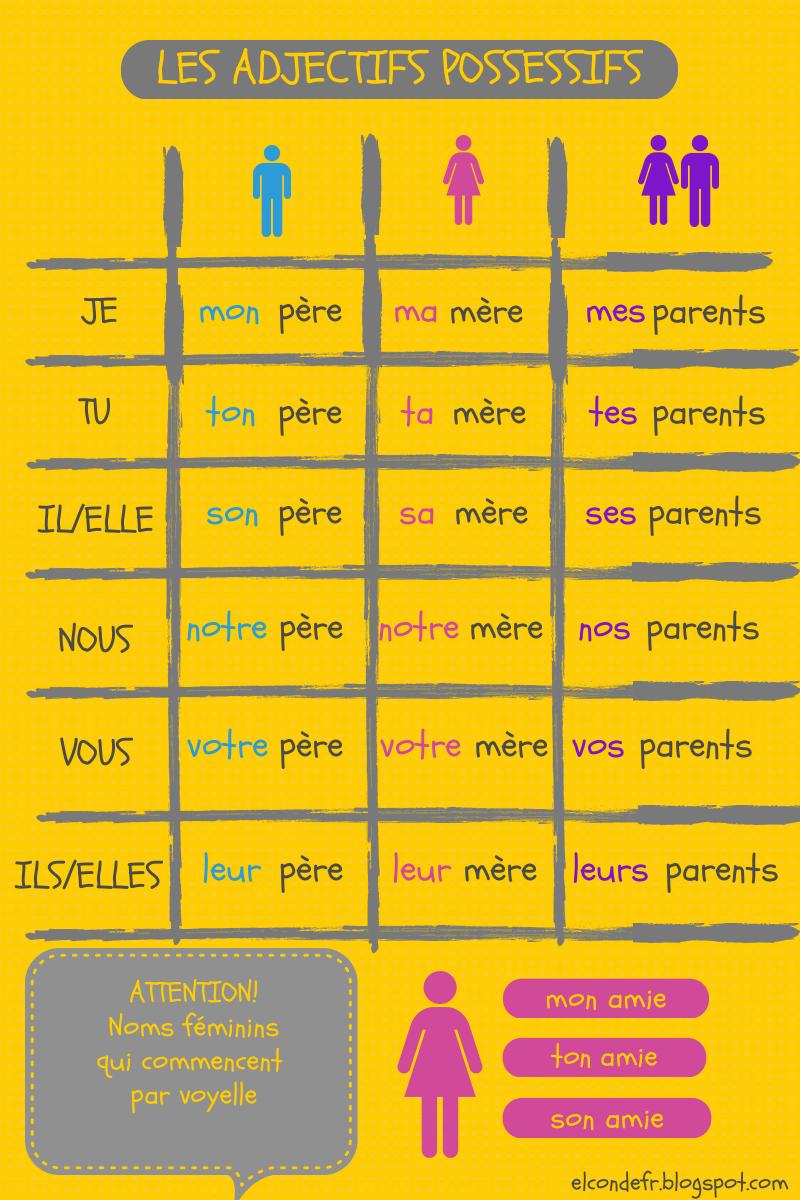 LES ADJECTIFS POSSESSIFS
JE mon père ma mère mes parents
TU ton père ta mère tes parents
IL/ELLE son père sa mère ses parents
NOUS notre père notre mère nos parents
VOUS votre père votre mère vos parents
ILS/ELLES leur père leur mère leurs parents
ATTENTION!
Noms féminins
qui commencent
par voyelle
mon amie
ton amie
son amie
elcondefr.blogspot.com